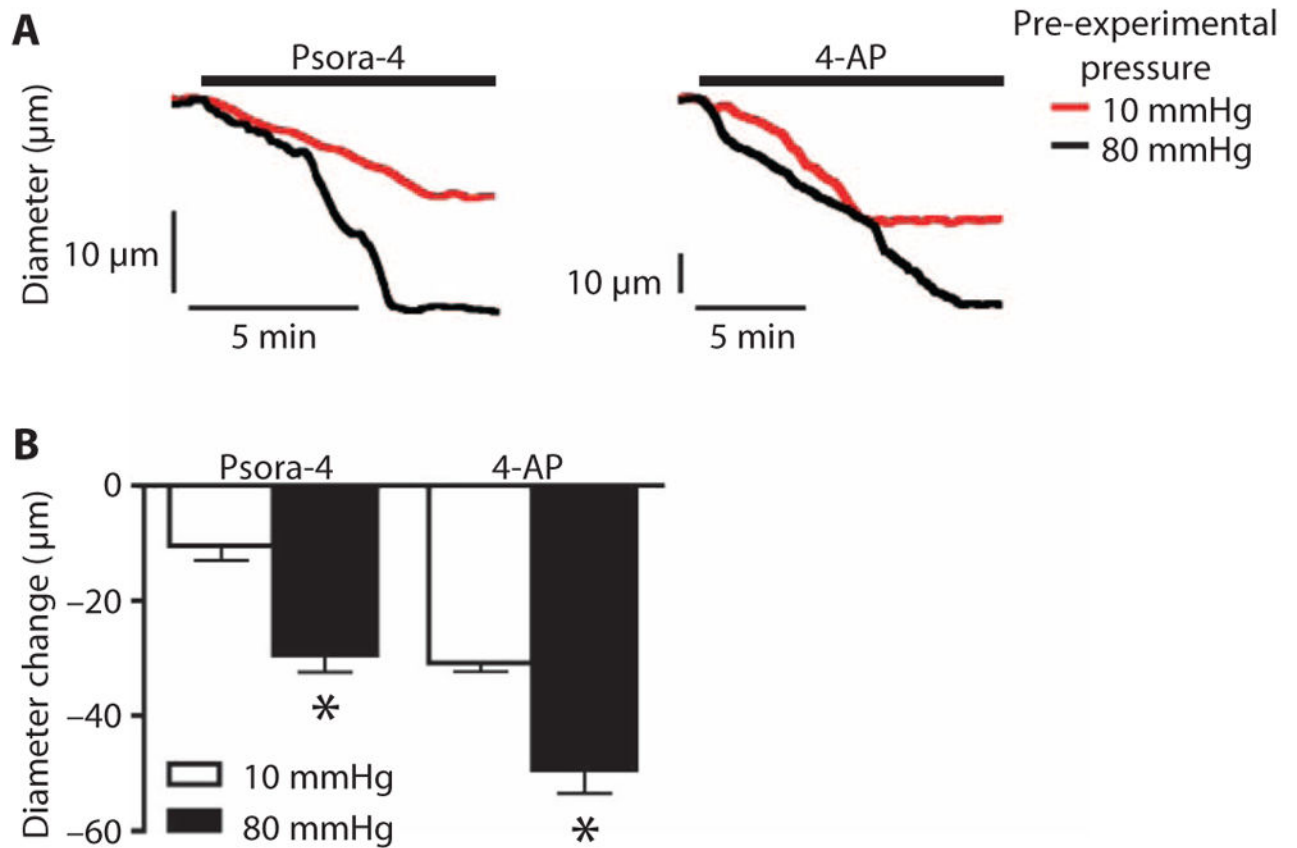 A
Psora-4
4-AP
Pre-experimental
pressure
10 mmHg
80 mmHg
Diameter (µm)
10 µm
5 min
10 µm
5 min
B
Psora-4
4-AP
Diameter change (µm)
0
–20
–40
–60
*
*
10 mmHg
80 mmHg